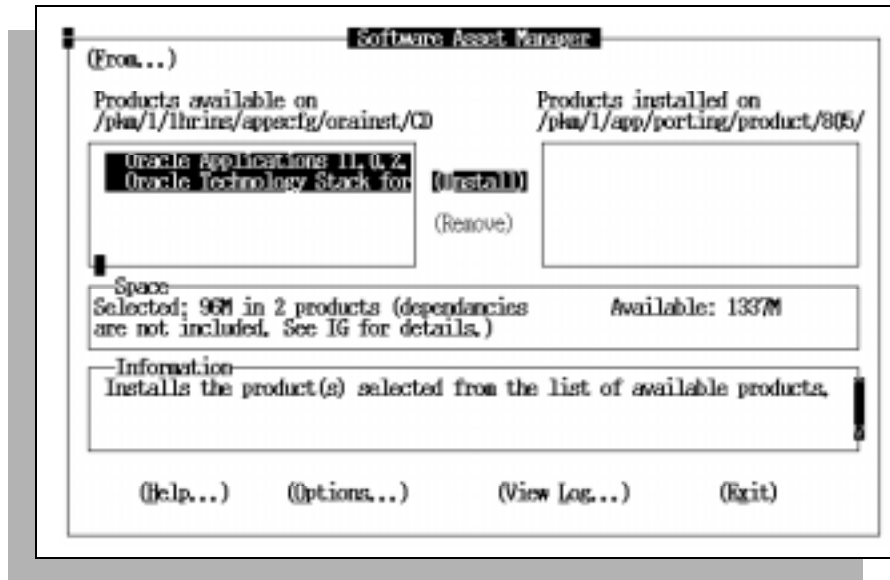 Software Asset Manager
(From...)
Products available on
/pkm/1/lhrins/appscfg/orainst/CD
Products installed on
/pkm/1/app/porting/product/805/
Oracle Applications 11.0.2.
Oracle Technology Stack for
(Install)
(Remove)
Space
Selected: 96M in 2 products (dependancies
are not included. See IG for details.)
Available: 1337M
Information
Installs the product(s) selected from the list of available products.
(Help...) (Options...) (View Log...) (Exit)